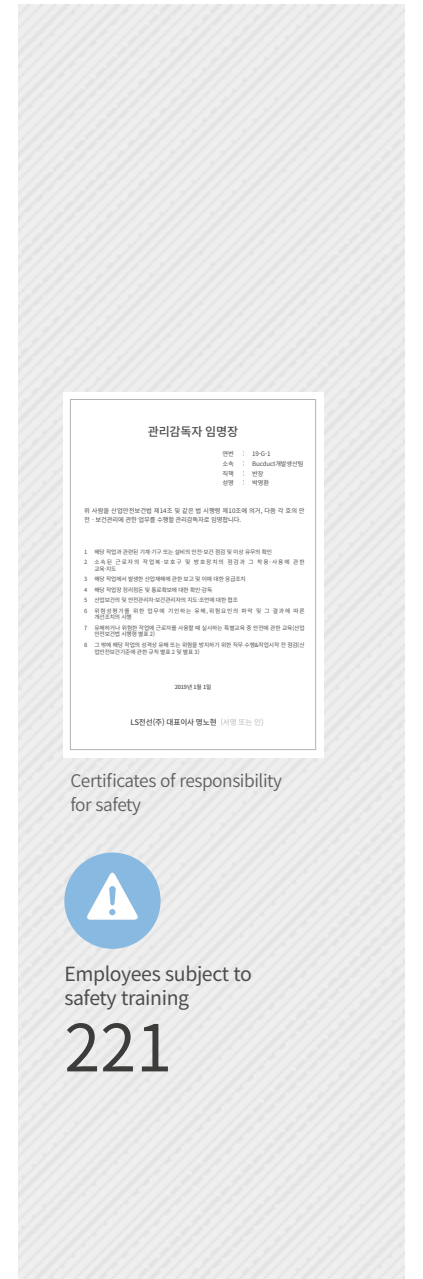 관리감독자 임명장
연번 : 19-G-1
소속 : Bucduct개발생산팀
직책 : 반장
성명 : 박명환
위 사람을 산업안전보건법 제14조 및 같은 법 시행령 제10조에 의거, 다음 각 호의 안
전 · 보건관리에 관한 업무를 수행할 관리감독자로 임명합니다.
1 해당 작업과 관련된 기계·기구 또는 설비의 안전·보건 점검 및 이상 유무의 확인
2 소속된 근로자의 작업복·보호구 및 방호장치의 점검과 그 착용·사용에 관한
교육·지도
3 해당 작업에서 발생한 산업재해에 관한 보고 및 이에 대한 응급조치
4 해당 작업장 정리정돈 및 통로확보에 대한 확인·감독
5 산업보건의 및 안전관리자·보건관리자의 지도·조언에 대한 협조
6 위험성평가를 위한 업무에 기인하는 유해,위험요인의 파악 및 그 결과에 따른
개선조치의 시행
7 유해하거나 위험한 작업에 근로자를 사용할 때 실시하는 특별교육 중 안전에 관한 교육(산업
안전보건법 시행령 별표 2)
8 그 밖에 해당 작업의 성격상 유해 또는 위험을 방지하기 위한 직무 수행&작업시작 전 점검(산
업안전보건기준에 관한 규칙 별표 2 및 별표 3)
2019년 1월 1일
LS전선(주) 대표이사 명노현 (서명 또는 인)
Certificates of responsibility
for safety
Employees subject to
safety training
221